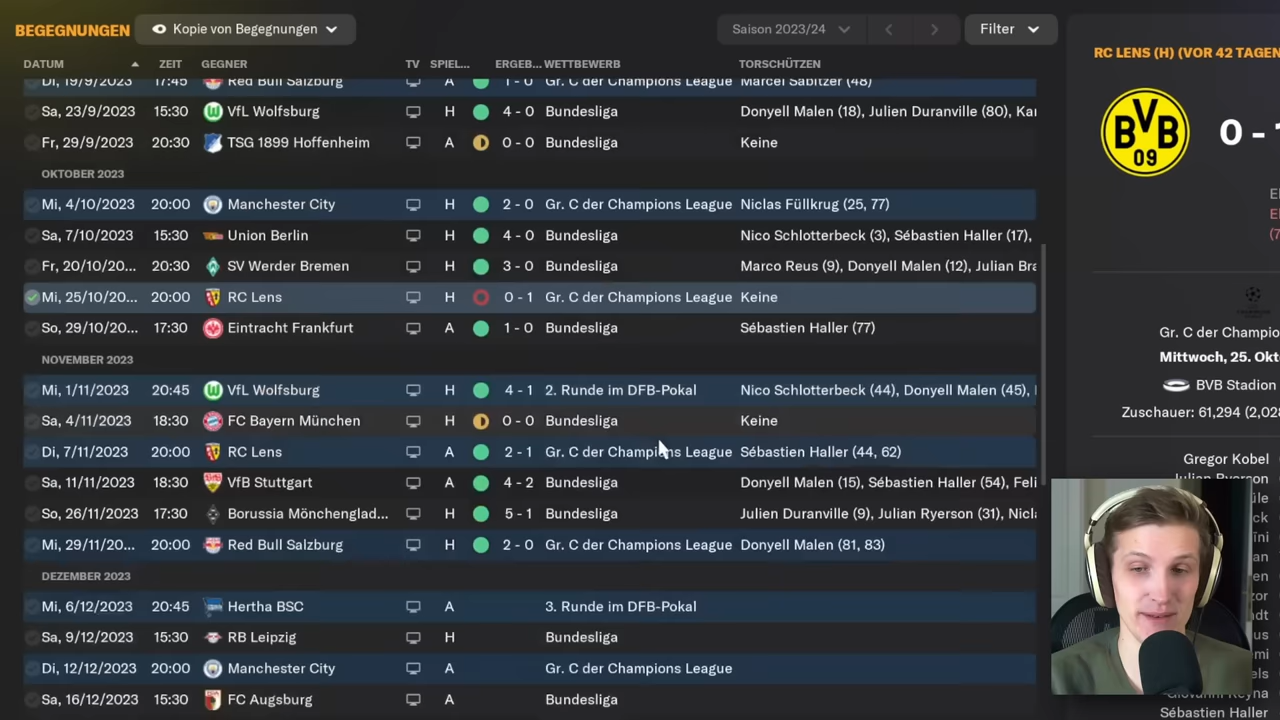 BEGEGNUNGEN Kopie von Begegnungen Saison 2023/24 Filter
DATUM ZEIT GEGNER TV SPIEL... ERGEB... WETTBEWERB TORSCHÜTZEN
Di, 19/9/2023 17:45 Red Bull Salzburg A 1 - 0 Gr. C der Champions League Marcel Sabitzer (48)
Sa, 23/9/2023 15:30 VfL Wolfsburg H 4 - 0 Bundesliga Donyell Malen (18), Julien Duranville (80), Kar
Fr, 29/9/2023 20:30 TSG 1899 Hoffenheim A 0 - 0 Bundesliga Keine
OKTOBER 2023
Mi, 4/10/2023 20:00 Manchester City H 2 - 0 Gr. C der Champions League Niclas Füllkrug (25, 77)
Sa, 7/10/2023 15:30 Union Berlin H 4 - 0 Bundesliga Nico Schlotterbeck (3), Sébastien Haller (17),
Fr, 20/10/20... 20:30 SV Werder Bremen H 3 - 0 Bundesliga Marco Reus (9), Donyell Malen (12), Julian Bra
Mi, 25/10/20... 20:00 RC Lens H 0 - 1 Gr. C der Champions League Keine
So, 29/10/20... 17:30 Eintracht Frankfurt A 1 - 0 Bundesliga Sébastien Haller (77)
NOVEMBER 2023
Mi, 1/11/2023 20:45 VfL Wolfsburg H 4 - 1 2. Runde im DFB-Pokal Nico Schlotterbeck (44), Donyell Malen (45),
Sa, 4/11/2023 18:30 FC Bayern München H 0 - 0 Bundesliga Keine
Di, 7/11/2023 20:00 RC Lens A 2 - 1 Gr. C der Champions League Sébastien Haller (44, 62)
Sa, 11/11/2023 18:30 VfB Stuttgart A 4 - 2 Bundesliga Donyell Malen (15), Sébastien Haller (54), Feli
So, 26/11/2023 17:30 Borussia Mönchenglad... H 5 - 1 Bundesliga Julien Duranville (9), Julian Ryerson (31), Nicl
Mi, 29/11/20... 20:00 Red Bull Salzburg H 2 - 0 Gr. C der Champions League Donyell Malen (81, 83)
DEZEMBER 2023
Mi, 6/12/2023 20:45 Hertha BSC A 3. Runde im DFB-Pokal
Sa, 9/12/2023 15:30 RB Leipzig H Bundesliga
Di, 12/12/2023 20:00 Manchester City A Gr. C der Champions League
Sa, 16/12/2023 15:30 FC Augsburg A Bundesliga
RC LENS (H) (VOR 42 TAGEN
BVB 09
0 - 1
(7
Gr. C der Champio
Mittwoch, 25. Okt
BVB Stadion
Zuschauer: 61,294 (2,02
Gregor Kobel
Julian Ryerson
Giovanni Reyna
Sébastien Haller